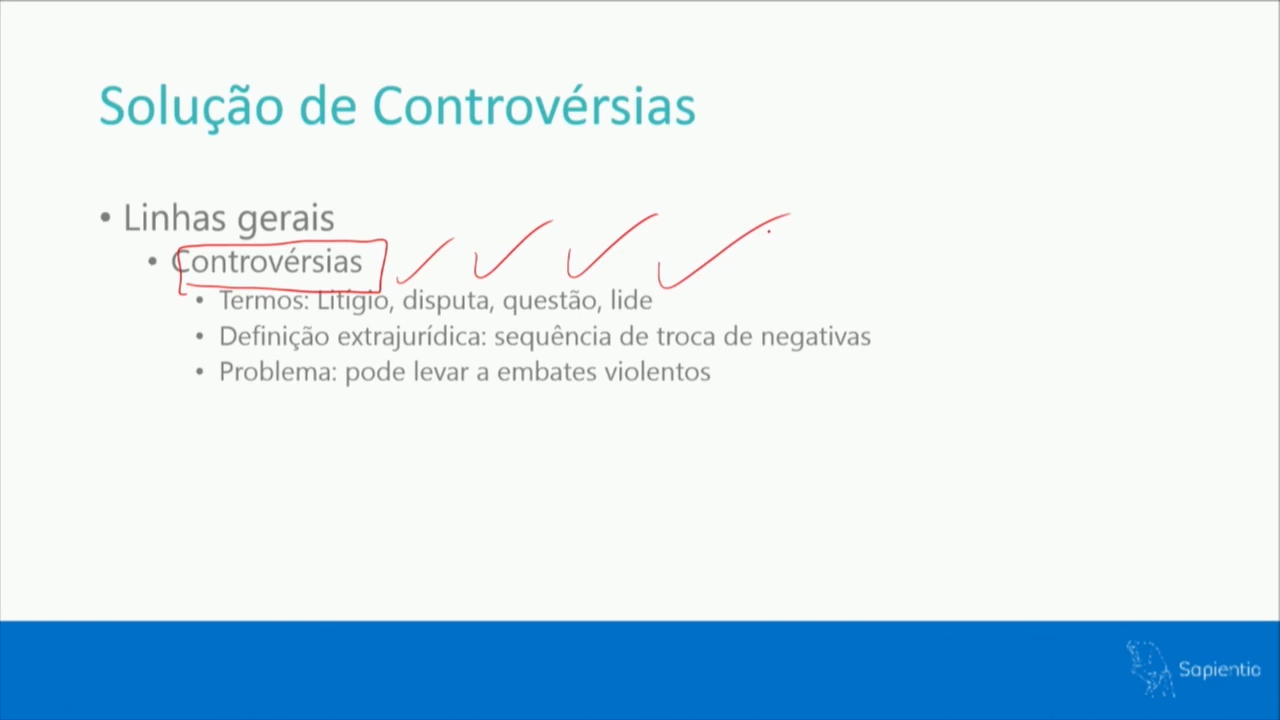 Solução de Controvérsias
• Linhas gerais
• Controvérsias
• Termos: Litígio, disputa, questão, lide
• Definição extrajurídica: sequência de troca de negativas
• Problema: pode levar a embates violentos
Sapientia